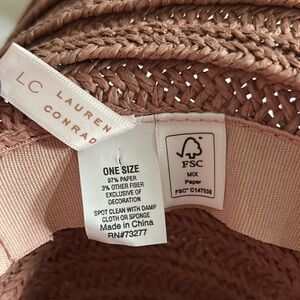 LC LAUREN
CONRAD
ONE SIZE
97% PAPER
3% OTHER FIBER
EXCLUSIVE OF
DECORATION
SPOT CLEAN WITH DAMP
CLOTH OR SPONGE
Made in China
RN#73277
FSC
MIX
Paper
FSC® C147038